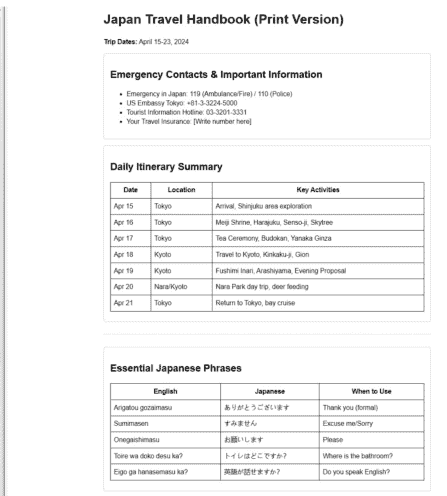 Japan Travel Handbook (Print Version)
Trip Dates: April 15-23, 2024
Emergency Contacts & Important Information
Emergency in Japan: 119 (Ambulance/Fire) / 110 (Police)
US Embassy Tokyo: +81-3-3224-5000
Tourist Information Hotline: 03-3201-3331
Your Travel Insurance: [Write number here]
Daily Itinerary Summary
Date Location Key Activities
Apr 15 Tokyo Arrival, Shinjuku area exploration
Apr 16 Tokyo Meiji Shrine, Harajuku, Senso-ji, Skytree
Apr 17 Tokyo Tea Ceremony, Budokan, Yanaka Ginza
Apr 18 Kyoto Travel to Kyoto, Kinkaku-ji, Gion
Apr 19 Kyoto Fushimi Inari, Arashiyama, Evening Proposal
Apr 20 Nara/Kyoto Nara Park day trip, deer feeding
Apr 21 Tokyo Return to Tokyo, bay cruise
Essential Japanese Phrases
English Japanese When to Use
Arigatou gozaimasu ありがとうございます Thank you (formal)
Sumimasen すみません Excuse me/Sorry
Onegaishimasu お願いします Please
Toire wa doko desu ka? トイレはどこですか? Where is the bathroom?
Eigo ga hanasemasu ka? 英語が話せますか? Do you speak English?